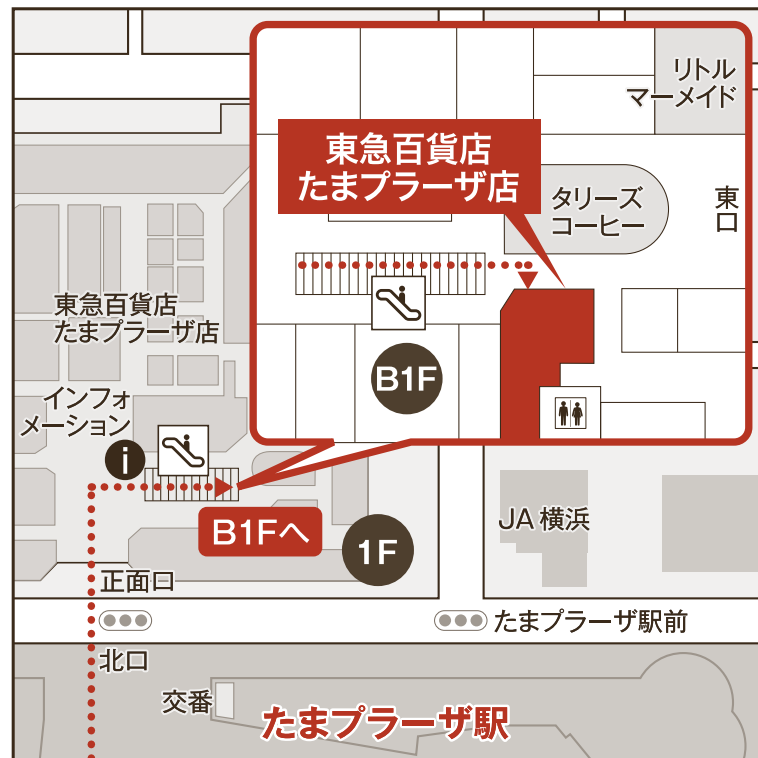 リトル
マーメイド
東急百貨店
たまプラーザ店
タリーズ
コーヒー
東口
B1F
東急百貨店
たまプラーザ店
インフォ
メーション
i
B1Fへ
1F
JA 横浜
正面口
たまプラーザ駅前
北口
交番
たまプラーザ駅